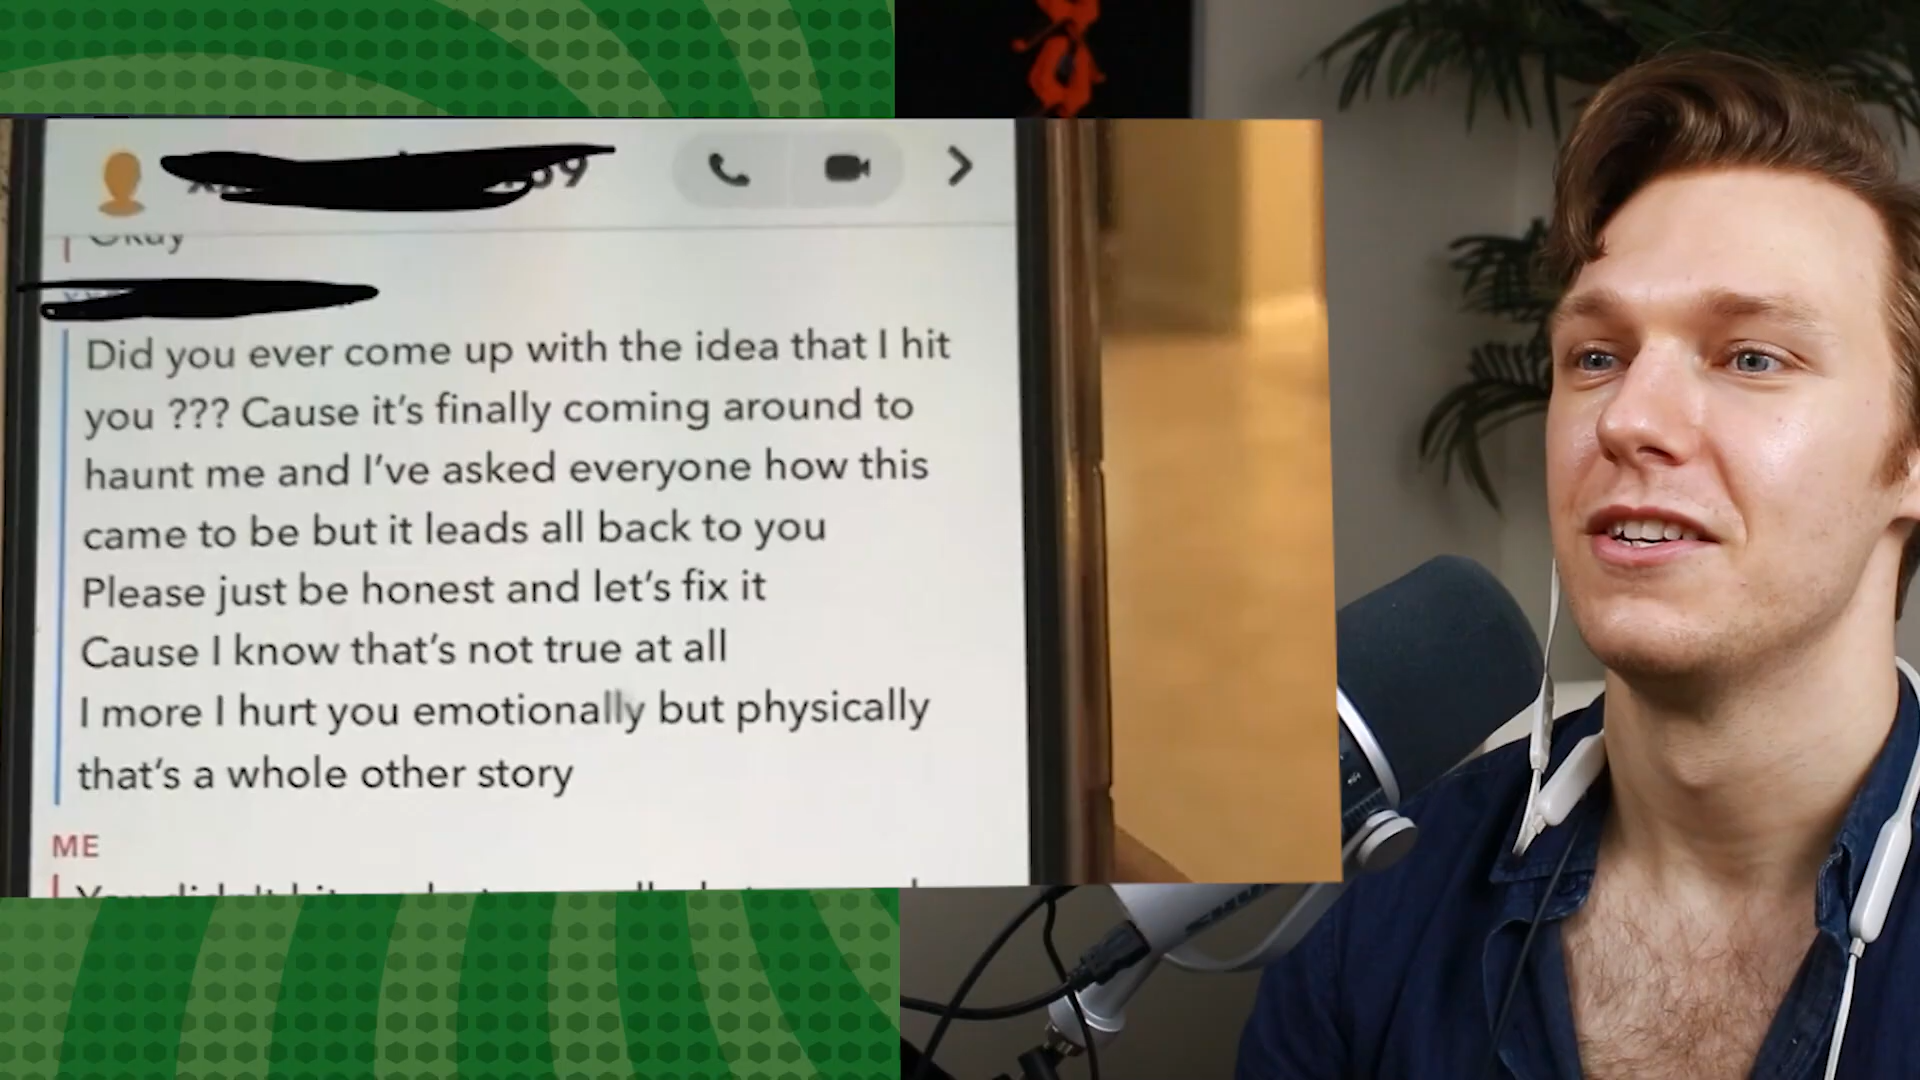 Okay
Did you ever come up with the idea that I hit
you ??? Cause it's finally coming around to
haunt me and I've asked everyone how this
came to be but it leads all back to you
Please just be honest and let's fix it
Cause I know that's not true at all
I more I hurt you emotionally but physically
that's a whole other story
ME